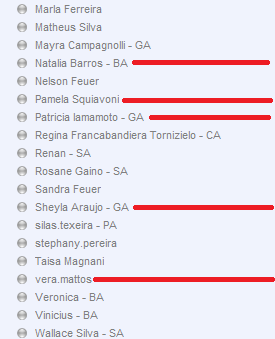 Marla Ferreira
Matheus Silva
Mayra Campagnolli - GA
Natalia Barros - BA
Nelson Feuer
Pamela Squiavoni
Patricia Iamamoto - GA
Regina Francabandiera Tornizielo - CA
Renan - SA
Rosane Gaino - SA
Sandra Feuer
Sheyla Araujo - GA
silas.texeira - PA
stephany.pereira
Taisa Magnani
vera.mattos
Veronica - BA
Vinicius - BA
Wallace Silva - SA